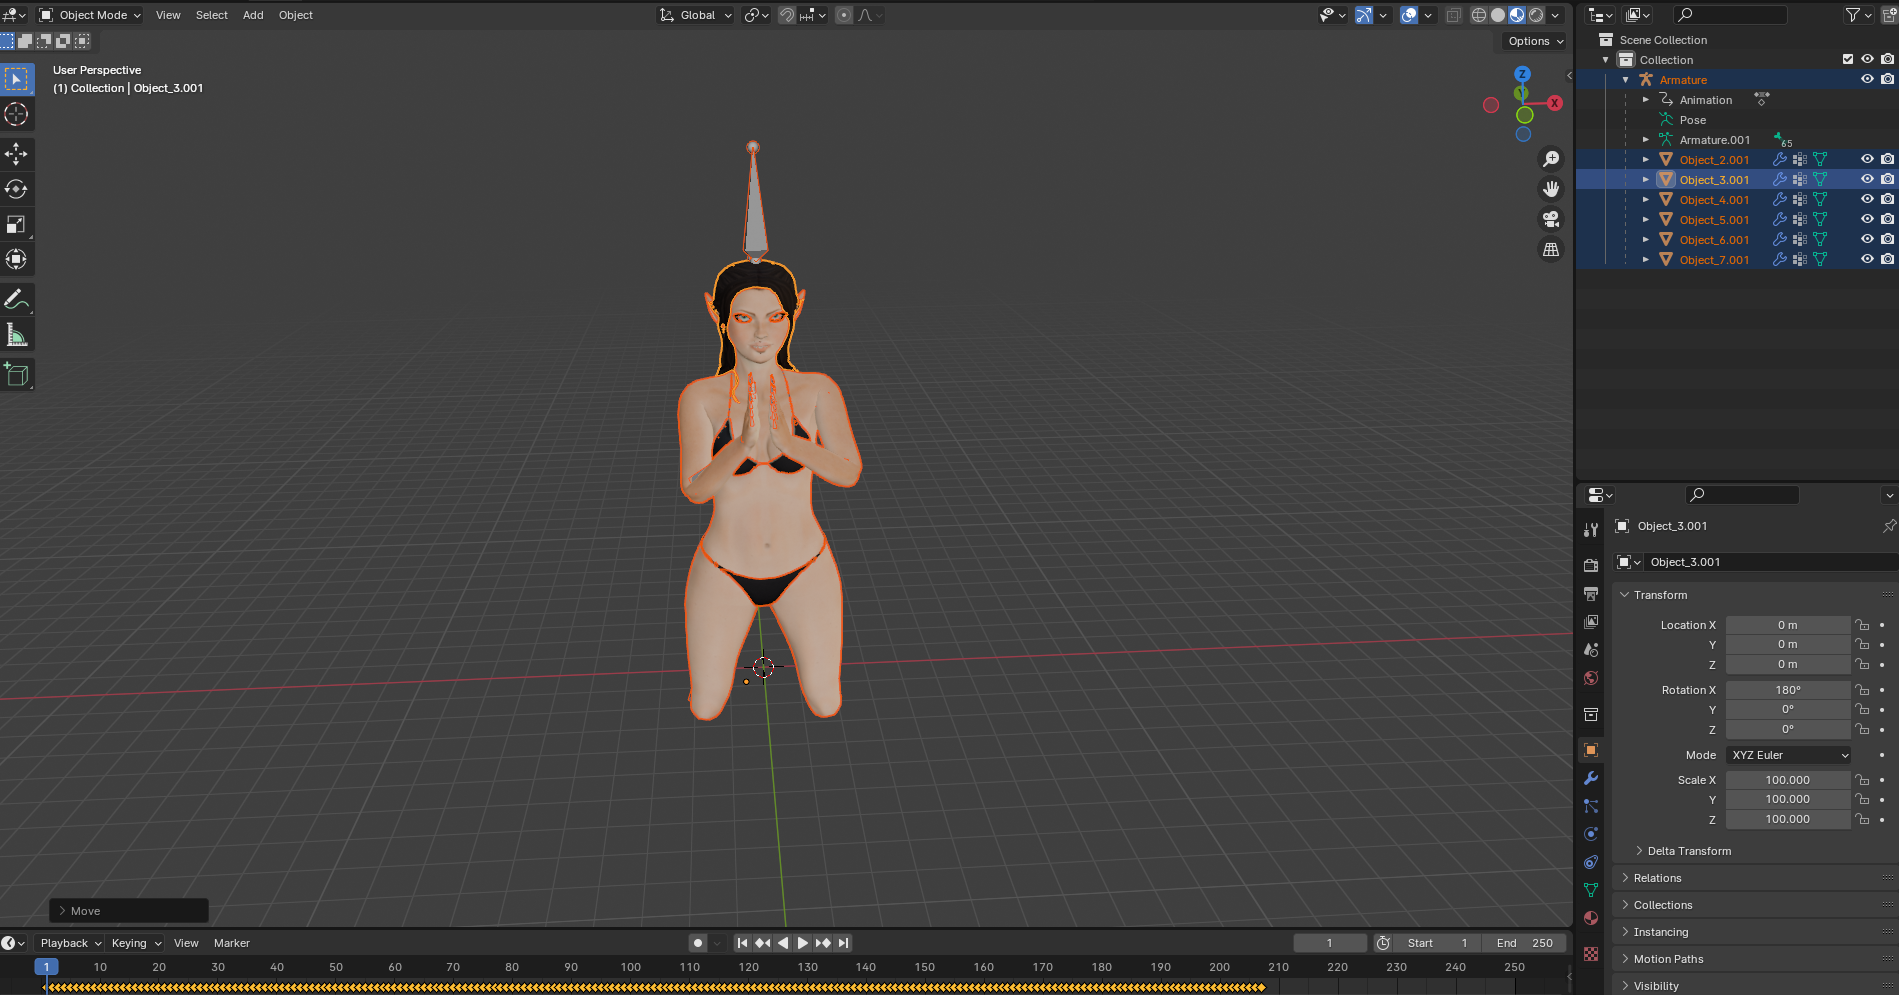 Object Mode View Select Add Object Global
Options
User Perspective
(1) Collection | Object_3.001
Z
Y
X
Move
Scene Collection
Collection
Armature
Animation
Pose
Armature.001 65
Object_2.001
Object_3.001
Object_4.001
Object_5.001
Object_6.001
Object_7.001
Object_3.001
Object_3.001
Transform
Location X 0 m
Y 0 m
Z 0 m
Rotation X 180°
Y 0°
Z 0°
Mode XYZ Euler
Scale X 100.000
Y 100.000
Z 100.000
Delta Transform
Relations
Collections
Instancing
Motion Paths
Visibility
Playback Keying View Marker 1 Start 1 End 250
1 10 20 30 40 50 60 70 80 90 100 110 120 130 140 150 160 170 180 190 200 210 220 230 240 250